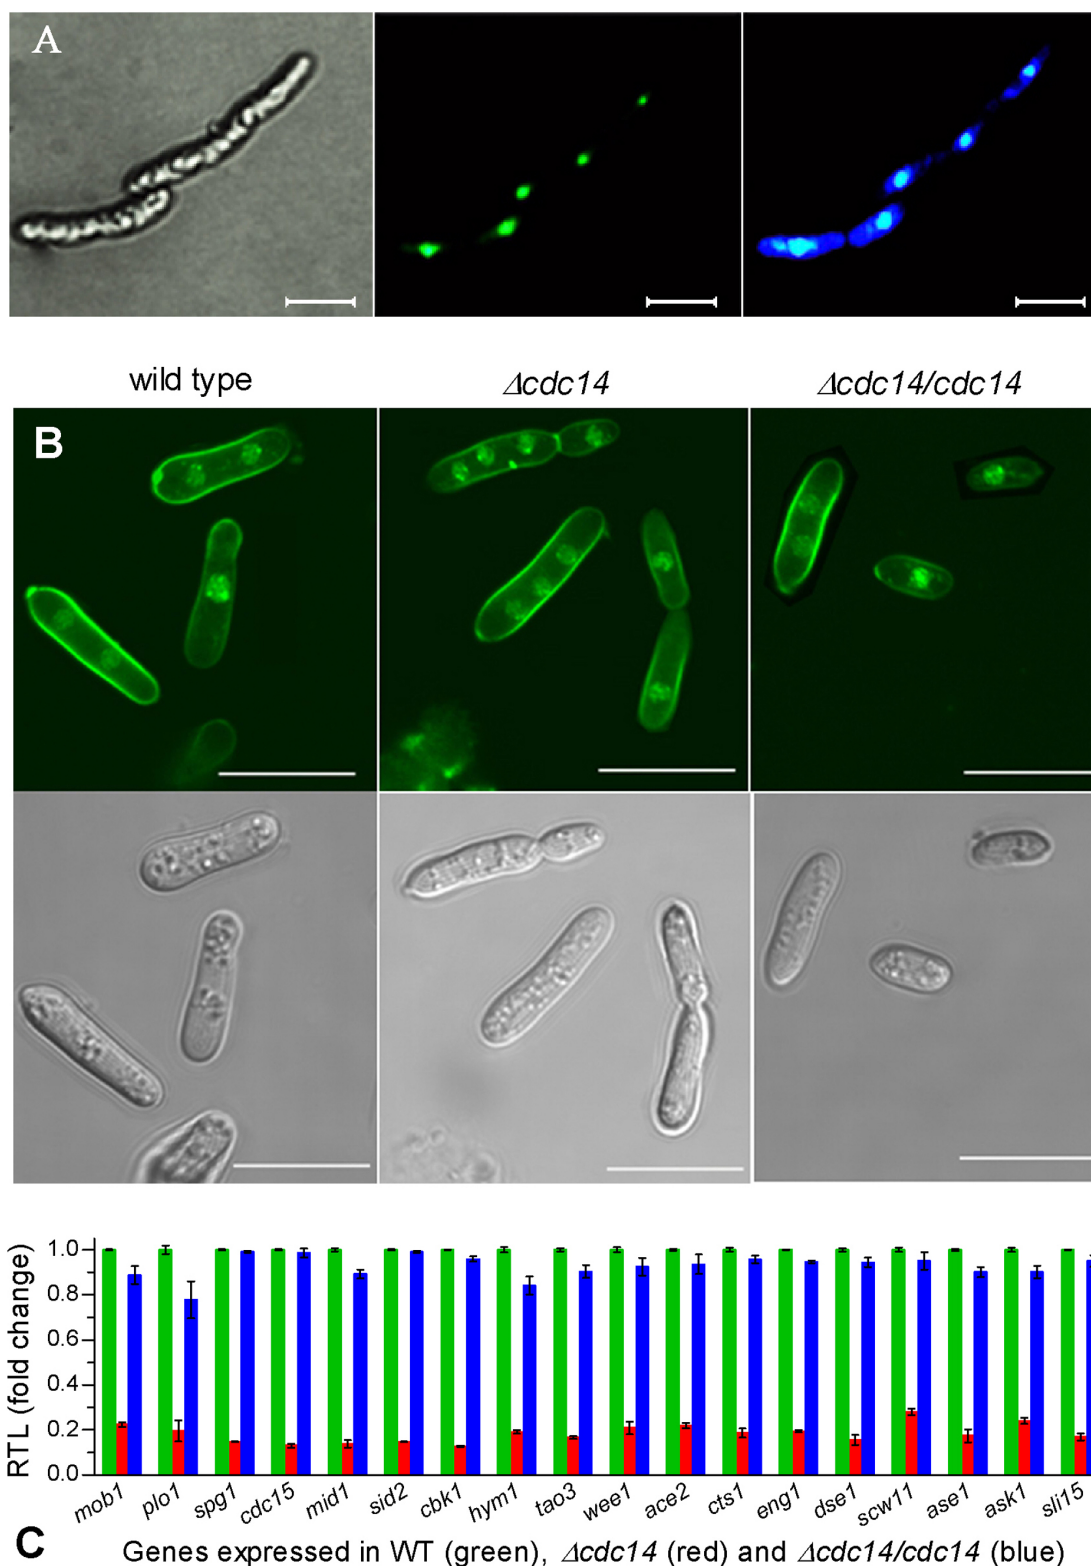 A
wild type Δcdc14 Δcdc14/cdc14
B
RTL (fold change)
1.0
0.8
0.6
0.4
0.2
0.0
mob1 plo1 spg1 cdc15 mid1 sid2 cbk1 hym1 tao3 wee1 ace2 cts1 eng1 dse1 scw11 ase1 ask1 sli15
C Genes expressed in WT (green), Δcdc14 (red) and Δcdc14/cdc14 (blue)